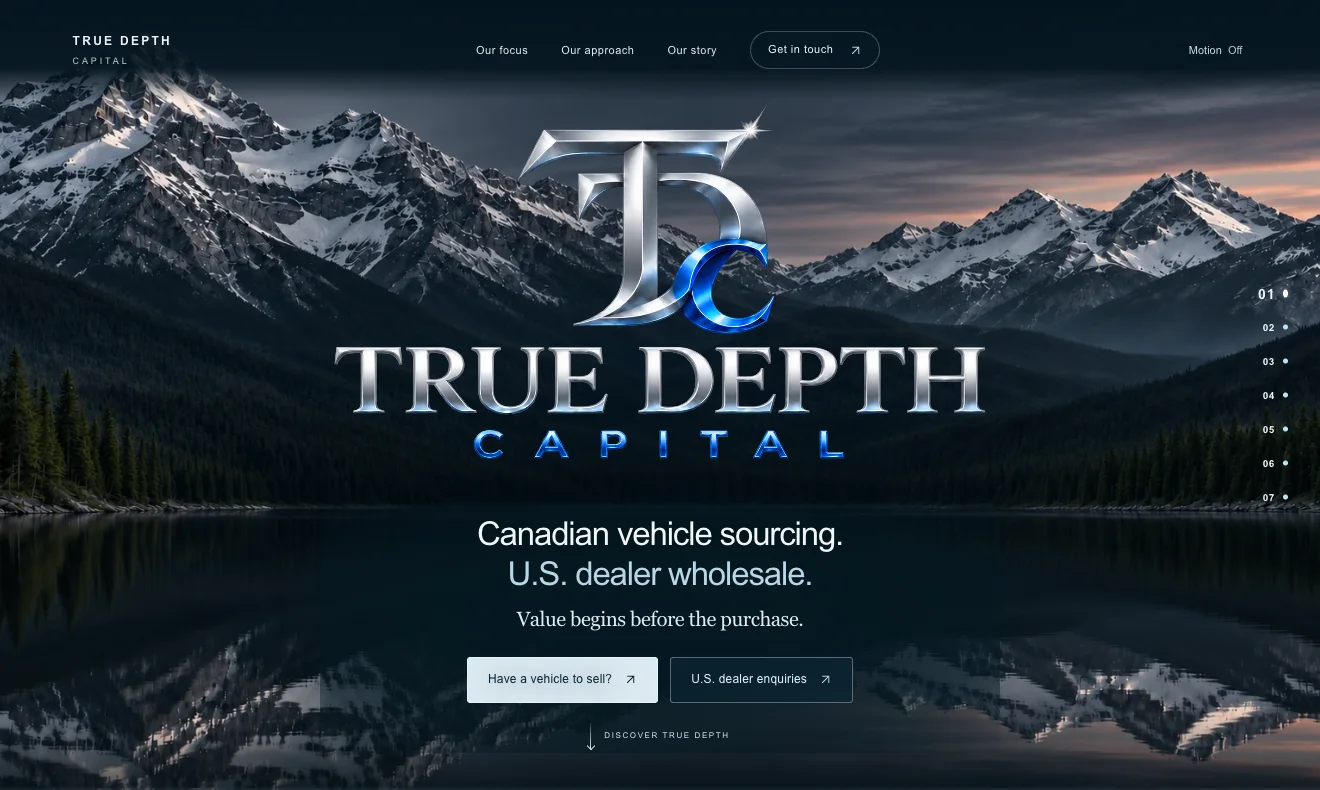 TRUE DEPTH
CAPITAL
Our focus
Our approach
Our story
Get in touch
Motion Off
TDC
TRUE DEPTH
CAPITAL
01
02
03
04
05
06
07
Canadian vehicle sourcing.
U.S. dealer wholesale.
Value begins before the purchase.
Have a vehicle to sell?
U.S. dealer enquiries
DISCOVER TRUE DEPTH